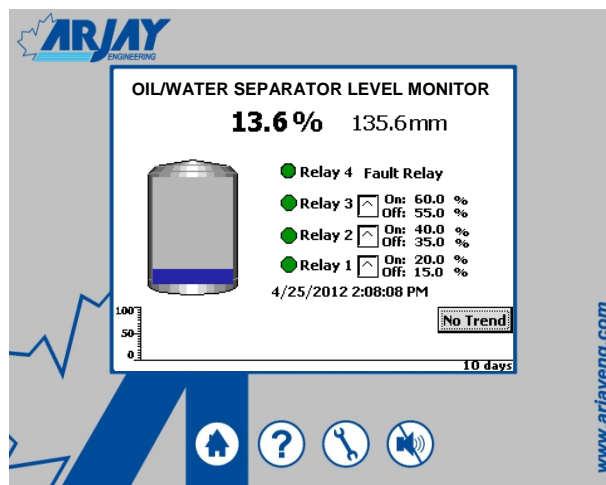 ARJAY
ENGINEERING
OIL/WATER SEPARATOR LEVEL MONITOR
13.6% 135.6mm
Relay 4 Fault Relay
Relay 3 On: 60.0 %
Off: 55.0 %
Relay 2 On: 40.0 %
Off: 35.0 %
Relay 1 On: 20.0 %
Off: 15.0 %
4/25/2012 2:08:08 PM
100
No Trend
50
0
10 days
?
www.arjayeng.com